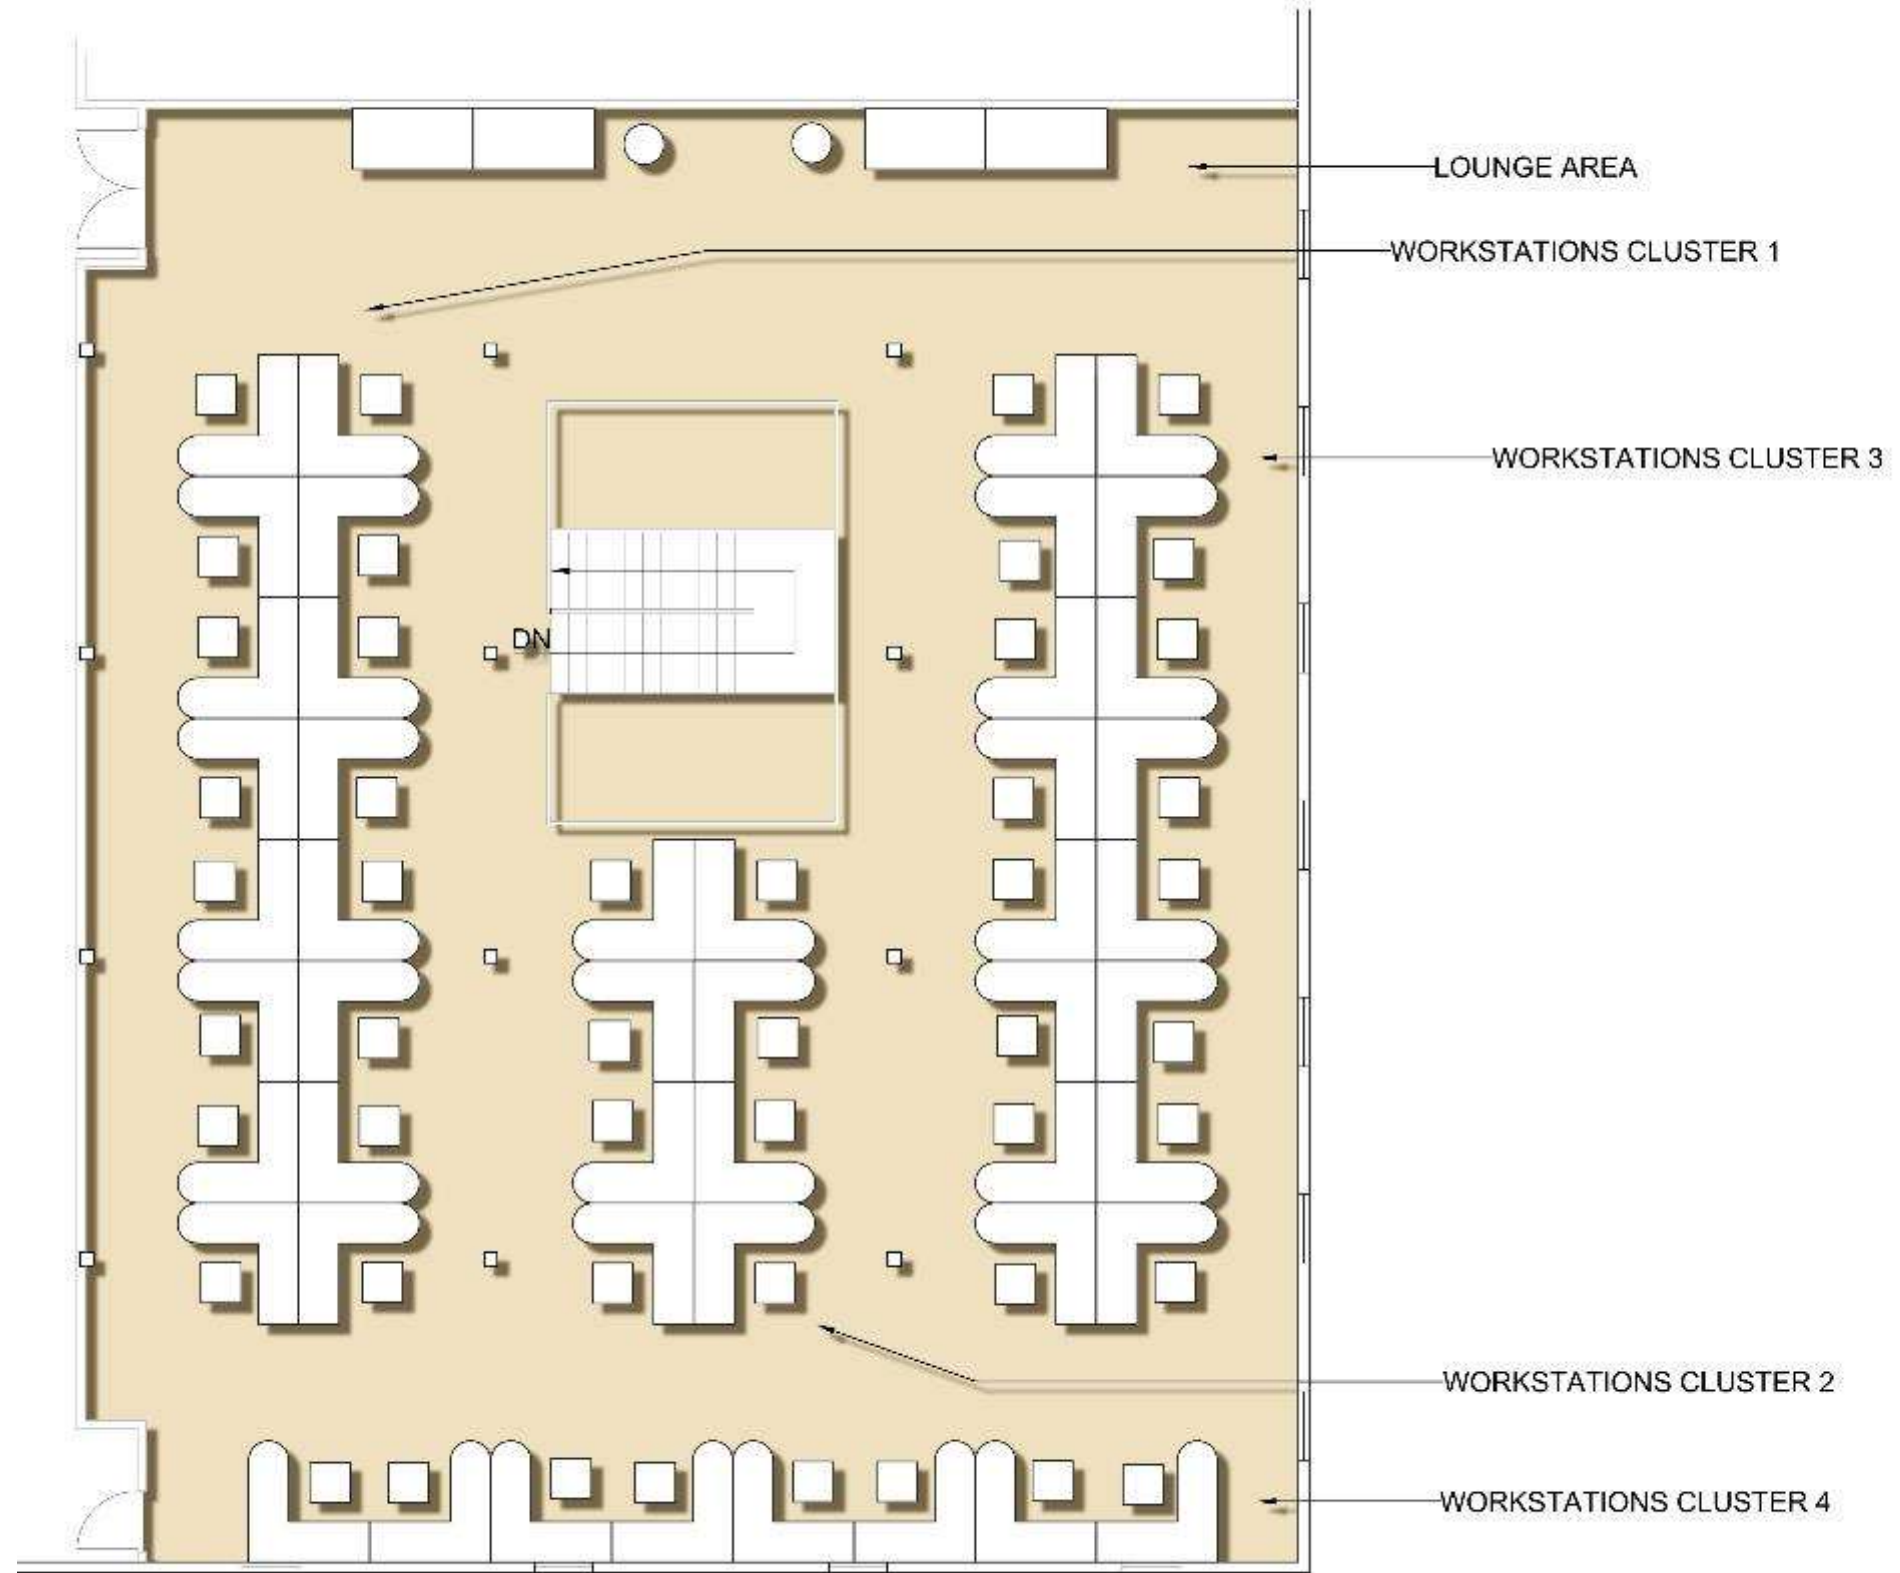 LOUNGE AREA
WORKSTATIONS CLUSTER 1
WORKSTATIONS CLUSTER 3
DN
WORKSTATIONS CLUSTER 2
WORKSTATIONS CLUSTER 4